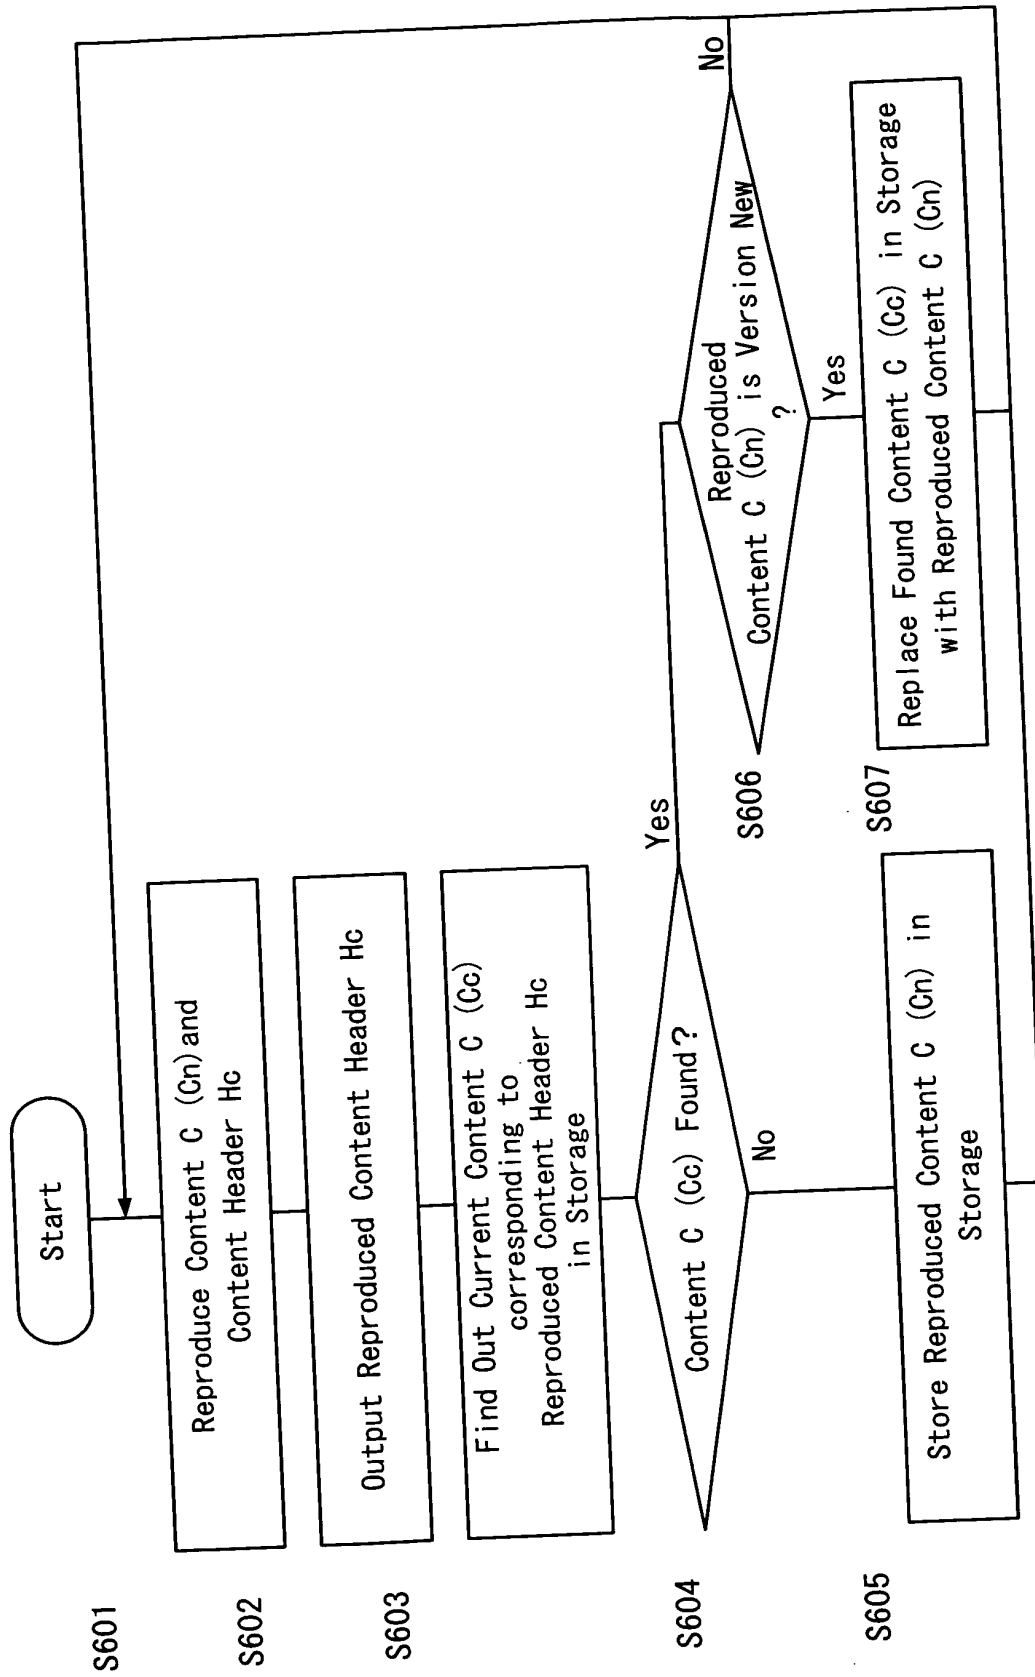 Start
S601
Reproduce Content C (Cn) and
Content Header Hc
S602
Output Reproduced Content Header Hc
S603
Find Out Current Content C (Cc)
corresponding to
Reproduced Content Header Hc
in Storage
S604
Content C (Cc) Found?
Yes
No
S605
Store Reproduced Content C (Cn) in
Storage
S606
Reproduced
Content C (Cn) is Version New
?
No
Yes
S607
Replace Found Content C (Cc) in Storage
with Reproduced Content C (Cn)